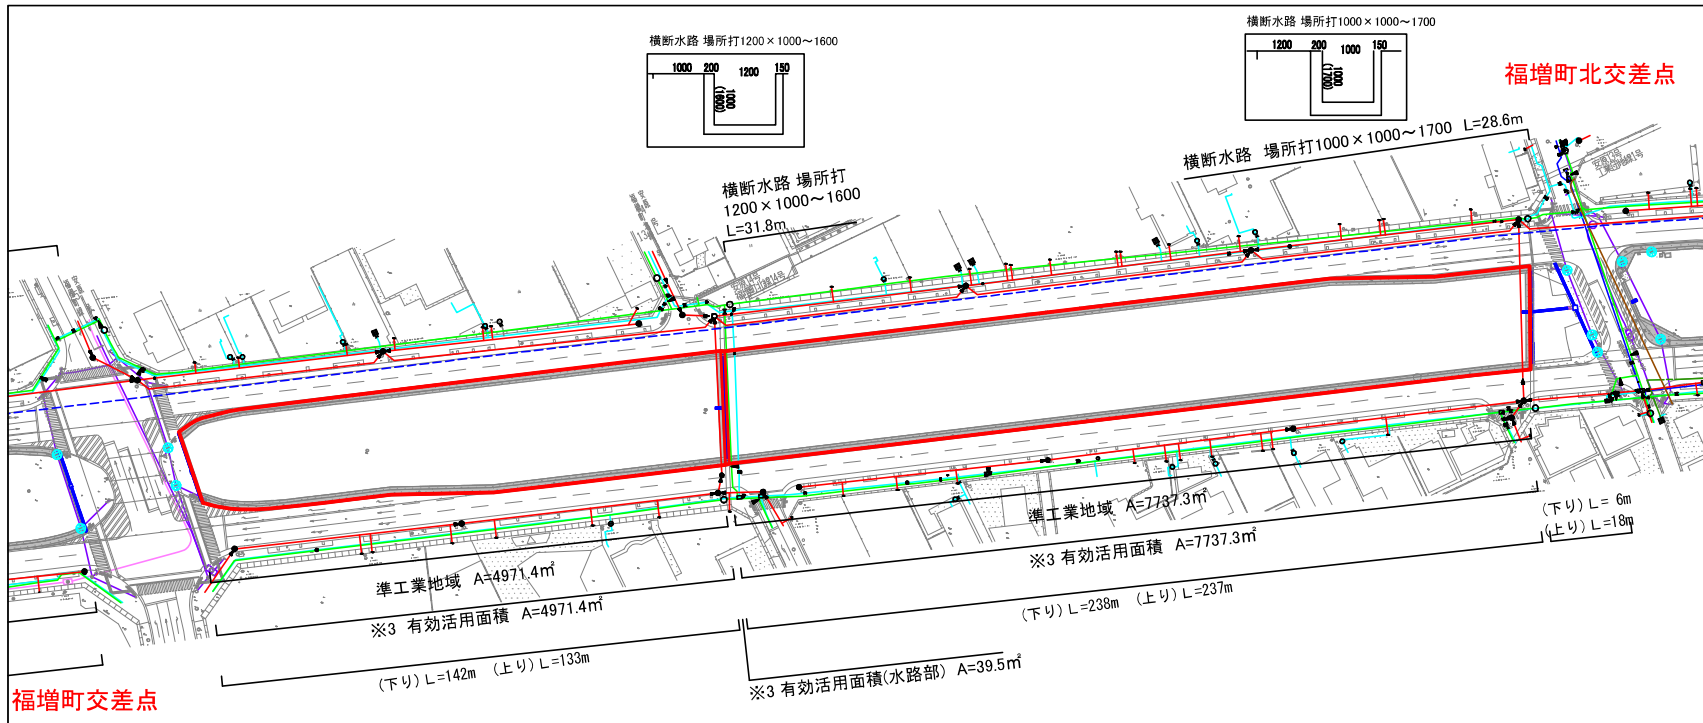 横断水路 場所打1200×1000～1600
1000 200 1200 150
1000
(1600)
横断水路 場所打1000×1000～1700
1200 200 1000 150
1000
(1700)
福増町北交差点
横断水路 場所打1000×1000～1700 L=28.6m
横断水路 場所打
1200×1000～1600
L=31.8m
準工業地域 A=7737.3㎡
※3 有効活用面積 A=7737.3㎡
(下り)L= 6m
(上り)L=18m
(下り)L=238m (上り)L=237m
準工業地域 A=4971.4㎡
※3 有効活用面積 A=4971.4㎡
(下り)L=142m (上り)L=133m
※3 有効活用面積(水路部) A=39.5㎡
福増町交差点